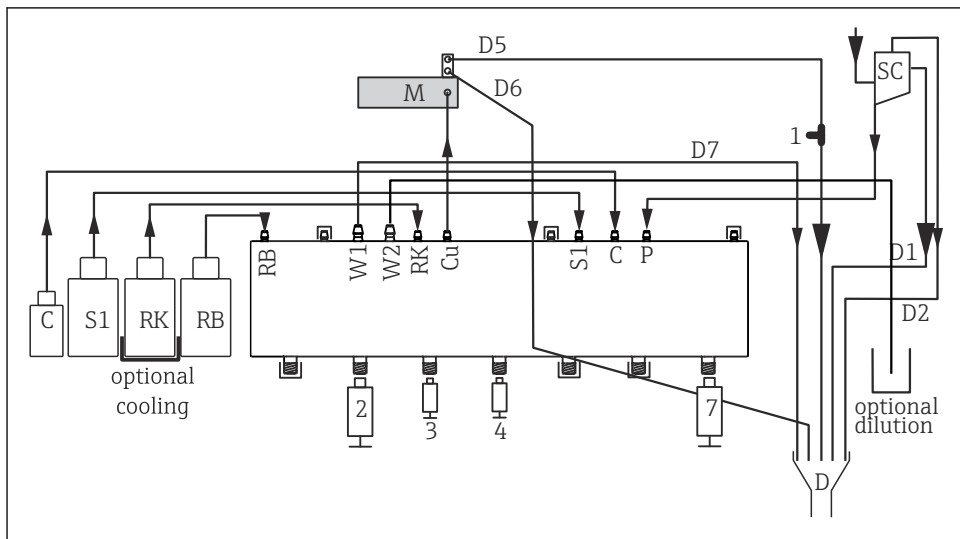 D5
SC
M
D6
1
D7
RB
W1
W2
RK
Cu
S1
C
P
D1
C
S1
RK
RB
D2
optional
cooling
2
3
4
7
optional
dilution
D